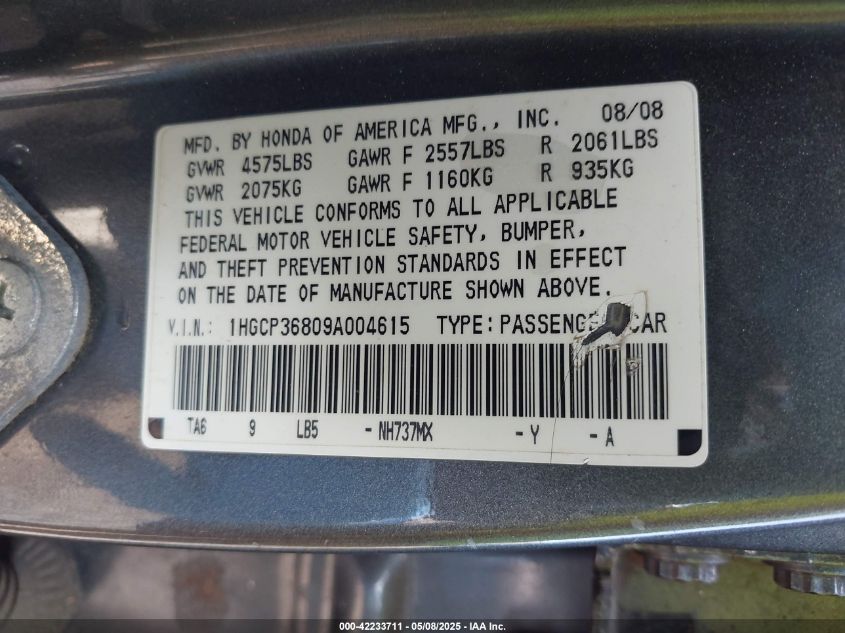 MFD. BY HONDA OF AMERICA MFG., INC. 08/08
GVWR 4575LBS GAWR F 2557LBS R 2061LBS
GVWR 2075KG GAWR F 1160KG R 935KG
THIS VEHICLE CONFORMS TO ALL APPLICABLE
FEDERAL MOTOR VEHICLE SAFETY, BUMPER,
AND THEFT PREVENTION STANDARDS IN EFFECT
ON THE DATE OF MANUFACTURE SHOWN ABOVE.
V.I.N.: 1HGCP36809A004615 TYPE: PASSENGER CAR
TA6 9 LB5 - NH737MX - Y - A
000-42233711 - 05/08/2025 - IAA Inc.